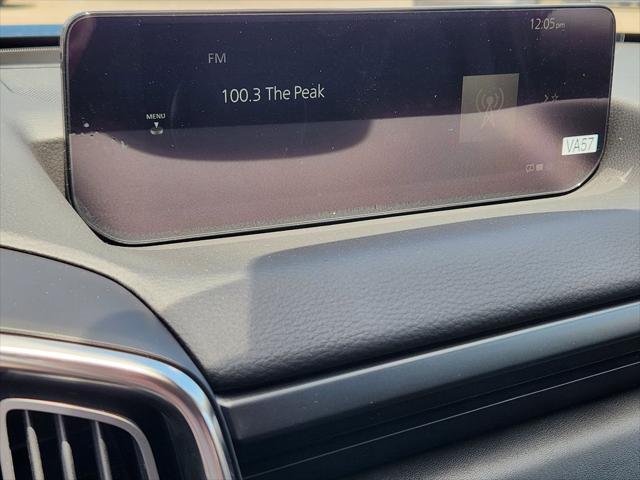 12:05pm
FM
100.3 The Peak
MENU
VA57